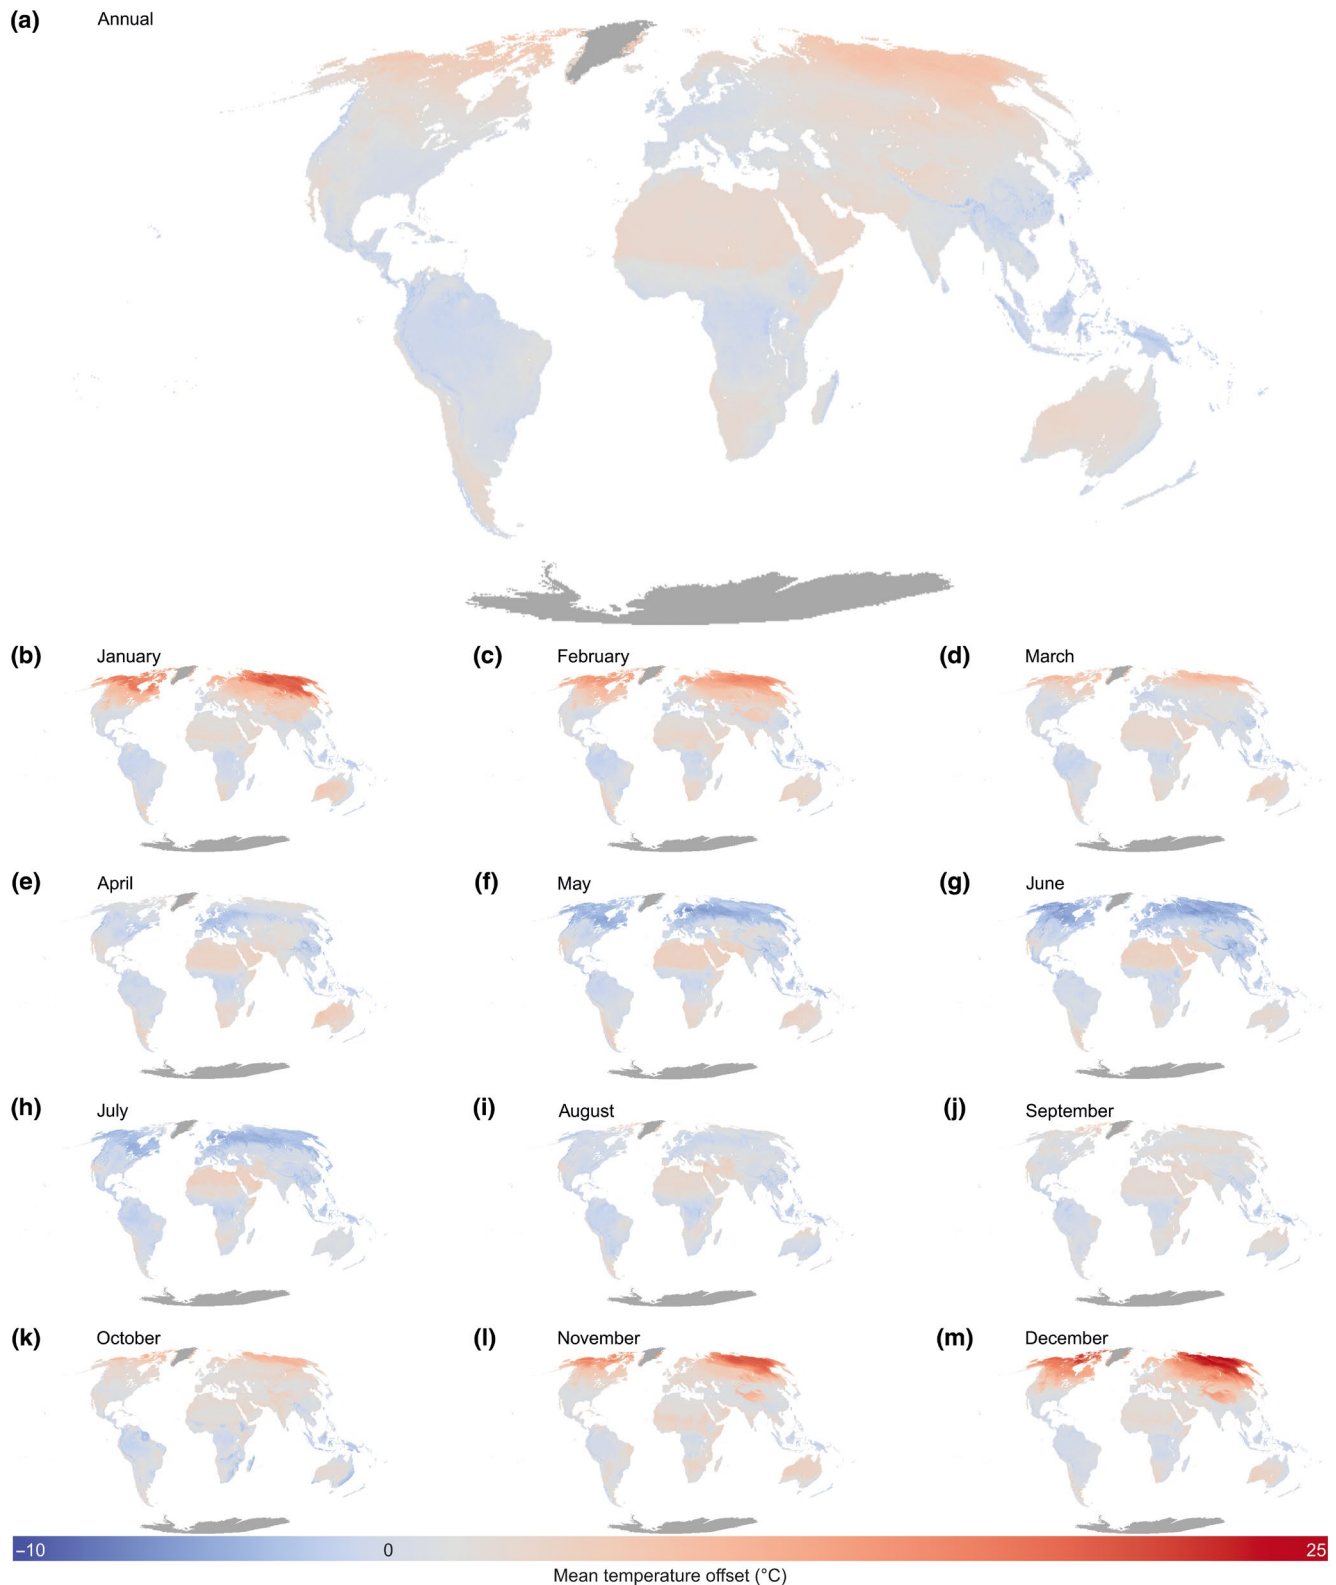 (a) Annual
(b) January
(c) February
(d) March
(e) April
(f) May
(g) June
(h) July
(i) August
(j) September
(k) October
(l) November
(m) December
−10 0 25
Mean temperature offset (°C)